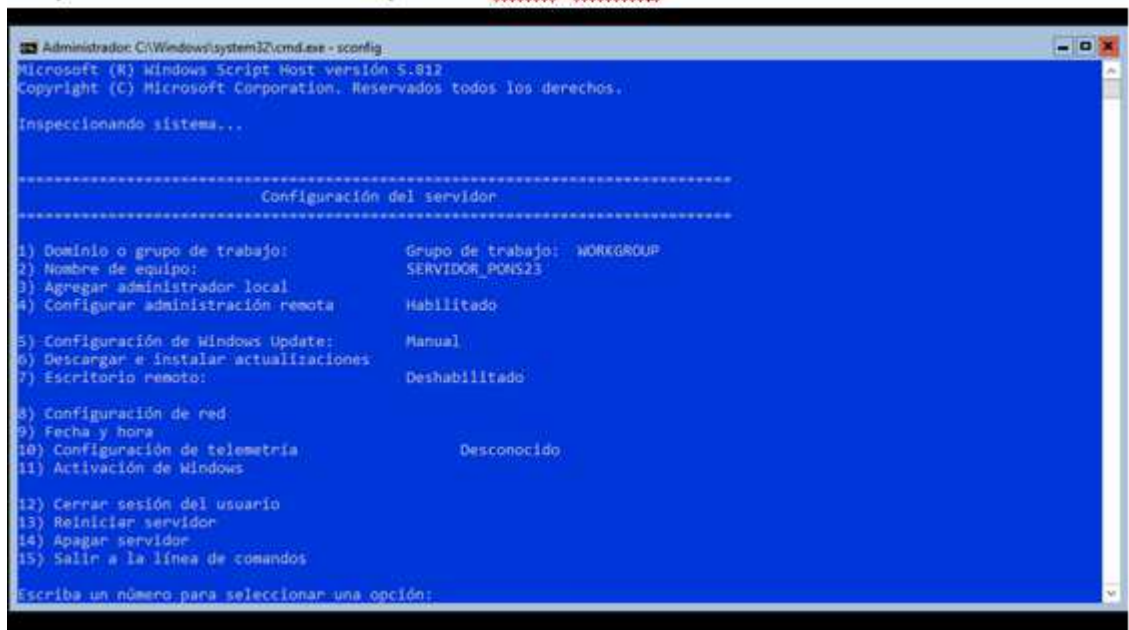 Administrador: C:\Windows\system32\cmd.exe - sconfig
Microsoft (R) Windows Script Host versión 5.812
Copyright (C) Microsoft Corporation. Reservados todos los derechos.
Inspeccionando sistema...
Configuración del servidor
1) Dominio o grupo de trabajo: Grupo de trabajo: WORKGROUP
2) Nombre de equipo: SERVIDOR_PONS23
3) Agregar administrador local
4) Configurar administración remota Habilitado
5) Configuración de Windows Update: Manual
6) Descargar e instalar actualizaciones
7) Escritorio remoto: Deshabilitado
8) Configuración de red
9) Fecha y hora
10) Configuración de telemetría Desconocido
11) Activación de Windows
12) Cerrar sesión del usuario
13) Reiniciar servidor
14) Apagar servidor
15) Salir a la línea de comandos
Escriba un número para seleccionar una opción: